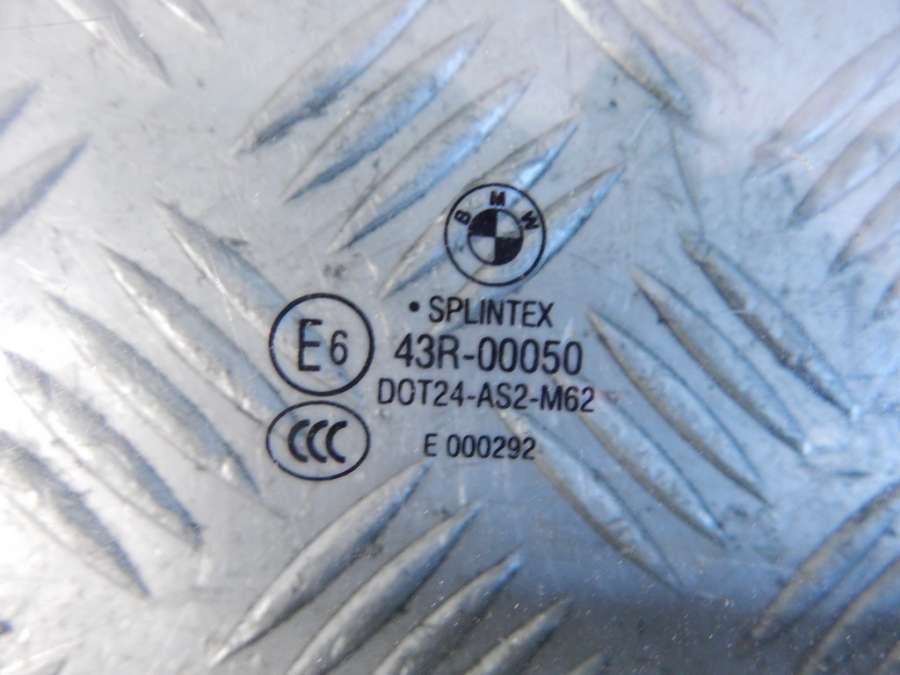 BMW
• SPLINTEX
E6 43R-00050
DOT24-AS2-M62
CCC E 000292